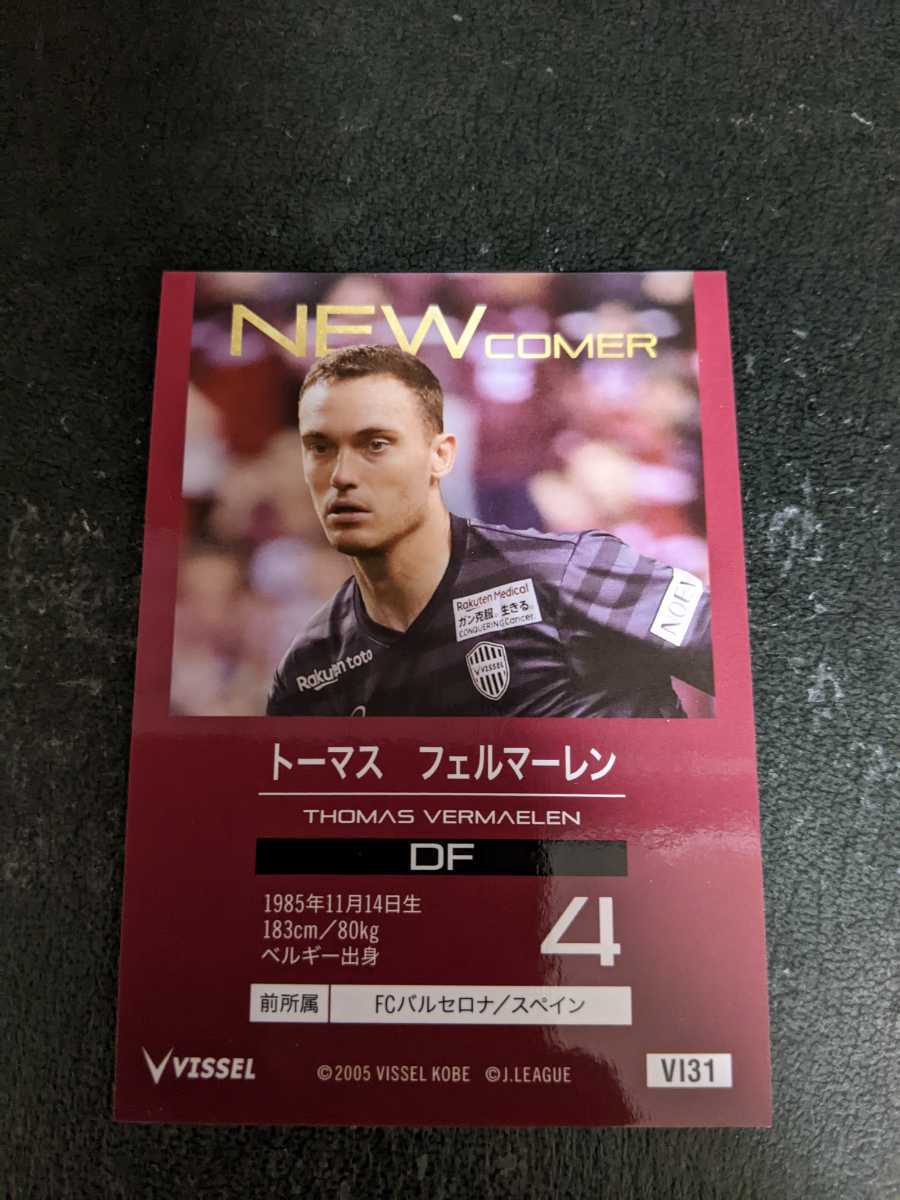 NEW COMER
Rakuten Medical
ガン克服。生きる。
CONQUERING Cancer.
NOEVI
VISSEL
Rakuten toto
トーマス フェルマーレン
THOMAS VERMAELEN
DF
1985年11月14日生
183cm/80kg
ベルギー出身
4
前所属 FCバルセロナ/スペイン
VISSEL ©2005 VISSEL KOBE ©J.LEAGUE VI31